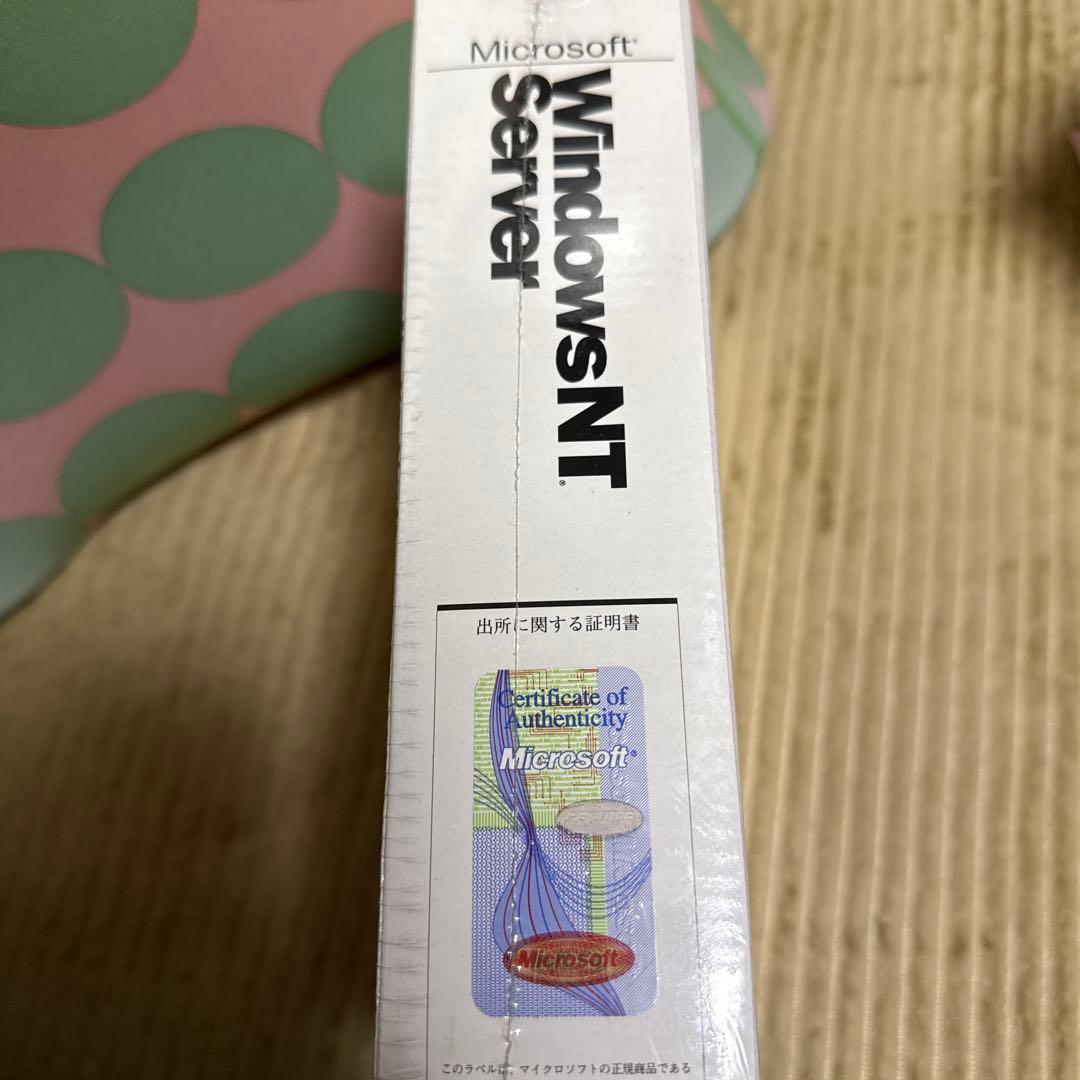 Microsoft®
Windows NT®
Server
出所に関する証明書
Certificate of
Authenticity
Microsoft®
Microsoft
このラベルは、マイクロソフトの正規商品である